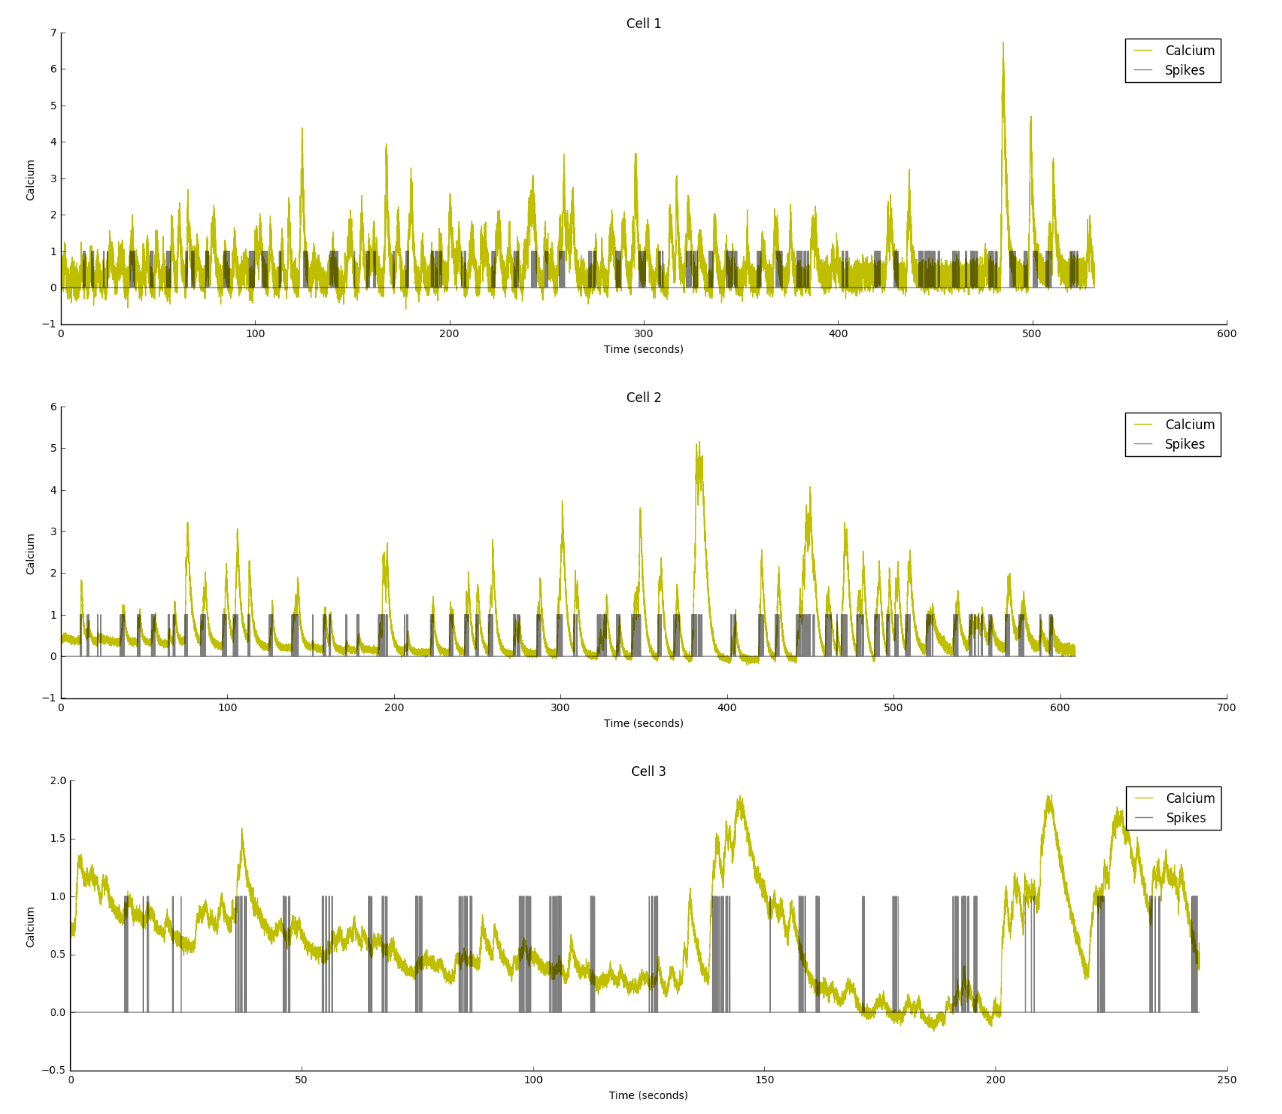 Cell 1
7
6
5
4
3
2
1
0
−1
Calcium
Calcium
Spikes
0 100 200 300 400 500 600
Time (seconds)
Cell 2
6
5
4
3
2
1
0
−1
Calcium
Calcium
Spikes
0 100 200 300 400 500 600 700
Time (seconds)
Cell 3
2.0
1.5
1.0
0.5
0.0
−0.5
Calcium
Calcium
Spikes
0 50 100 150 200 250
Time (seconds)